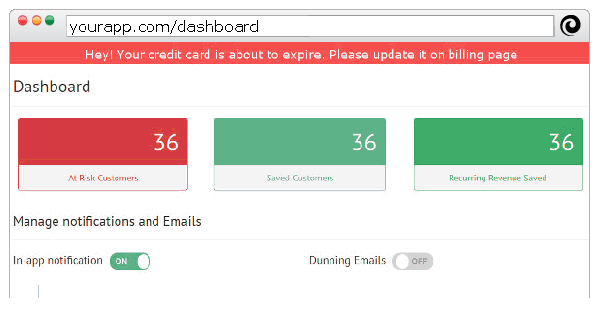 yourapp.com/dashboard
Hey! Your credit card is about to expire. Please update it on billing page
Dashboard
36 36 36
At Risk Customers Saved Customers Recurring Revenue Saved
Manage notifications and Emails
In app notification ON Dunning Emails OFF